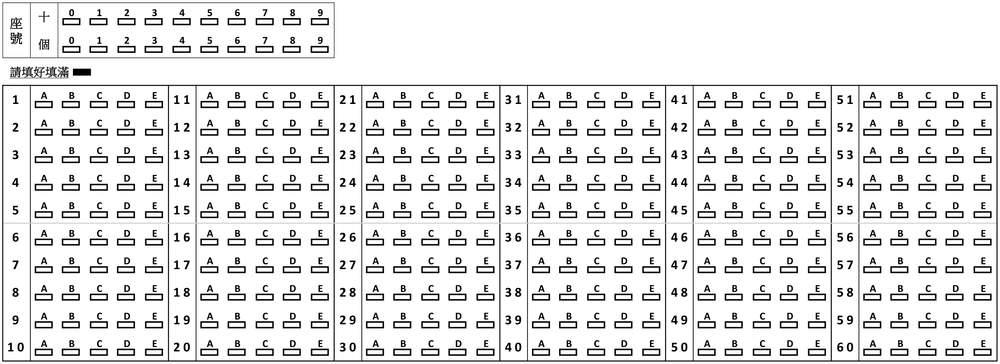 座號 十 0 1 2 3 4 5 6 7 8 9
個 0 1 2 3 4 5 6 7 8 9
請填好填滿
1 A B C D E 11 A B C D E 21 A B C D E 31 A B C D E 41 A B C D E 51 A B C D E
2 A B C D E 12 A B C D E 22 A B C D E 32 A B C D E 42 A B C D E 52 A B C D E
3 A B C D E 13 A B C D E 23 A B C D E 33 A B C D E 43 A B C D E 53 A B C D E
4 A B C D E 14 A B C D E 24 A B C D E 34 A B C D E 44 A B C D E 54 A B C D E
5 A B C D E 15 A B C D E 25 A B C D E 35 A B C D E 45 A B C D E 55 A B C D E
6 A B C D E 16 A B C D E 26 A B C D E 36 A B C D E 46 A B C D E 56 A B C D E
7 A B C D E 17 A B C D E 27 A B C D E 37 A B C D E 47 A B C D E 57 A B C D E
8 A B C D E 18 A B C D E 28 A B C D E 38 A B C D E 48 A B C D E 58 A B C D E
9 A B C D E 19 A B C D E 29 A B C D E 39 A B C D E 49 A B C D E 59 A B C D E
10 A B C D E 20 A B C D E 30 A B C D E 40 A B C D E 50 A B C D E 60 A B C D E